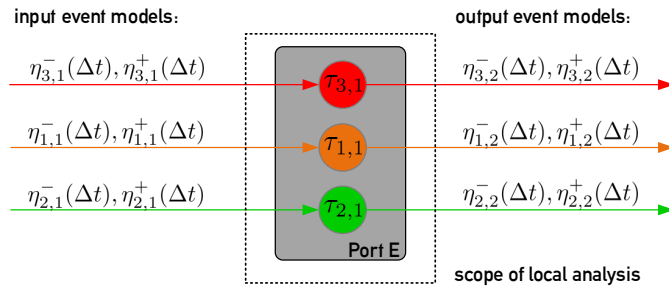 input event models: output event models:
η⁻₃,₁(Δt), η⁺₃,₁(Δt) τ₃,₁ η⁻₃,₂(Δt), η⁺₃,₂(Δt)
η⁻₁,₁(Δt), η⁺₁,₁(Δt) τ₁,₁ η⁻₁,₂(Δt), η⁺₁,₂(Δt)
η⁻₂,₁(Δt), η⁺₂,₁(Δt) τ₂,₁ η⁻₂,₂(Δt), η⁺₂,₂(Δt)
Port E
scope of local analysis